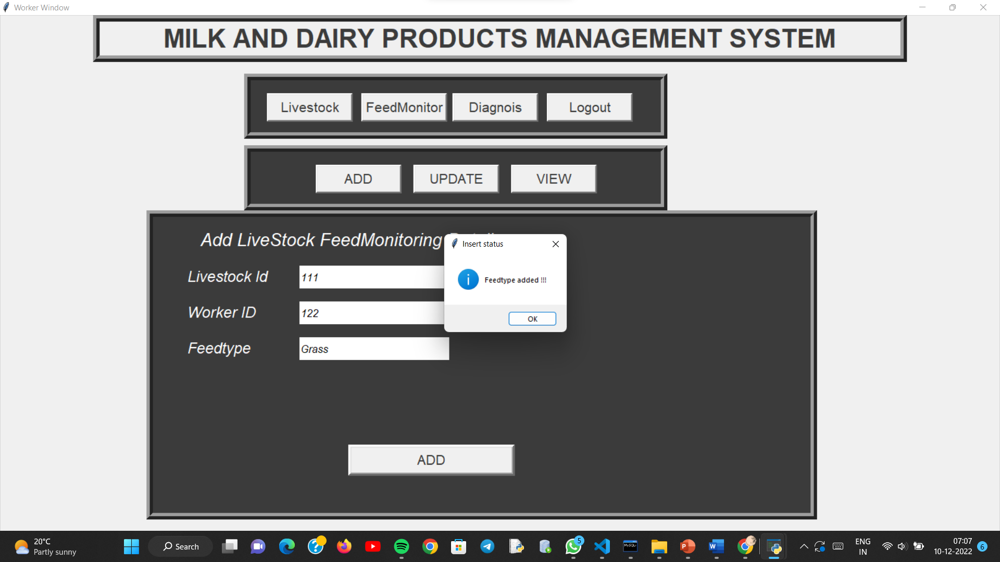 Worker Window
MILK AND DAIRY PRODUCTS MANAGEMENT SYSTEM
Livestock FeedMonitor Diagnois Logout
ADD UPDATE VIEW
Add LiveStock FeedMonitoring
Insert status
Feedtype added !!!
OK
Livestock Id 111
Worker ID 122
Feedtype Grass
ADD
20°C
Partly sunny
Search
5
MySQL
ENG
IN
07:07
10-12-2022
6